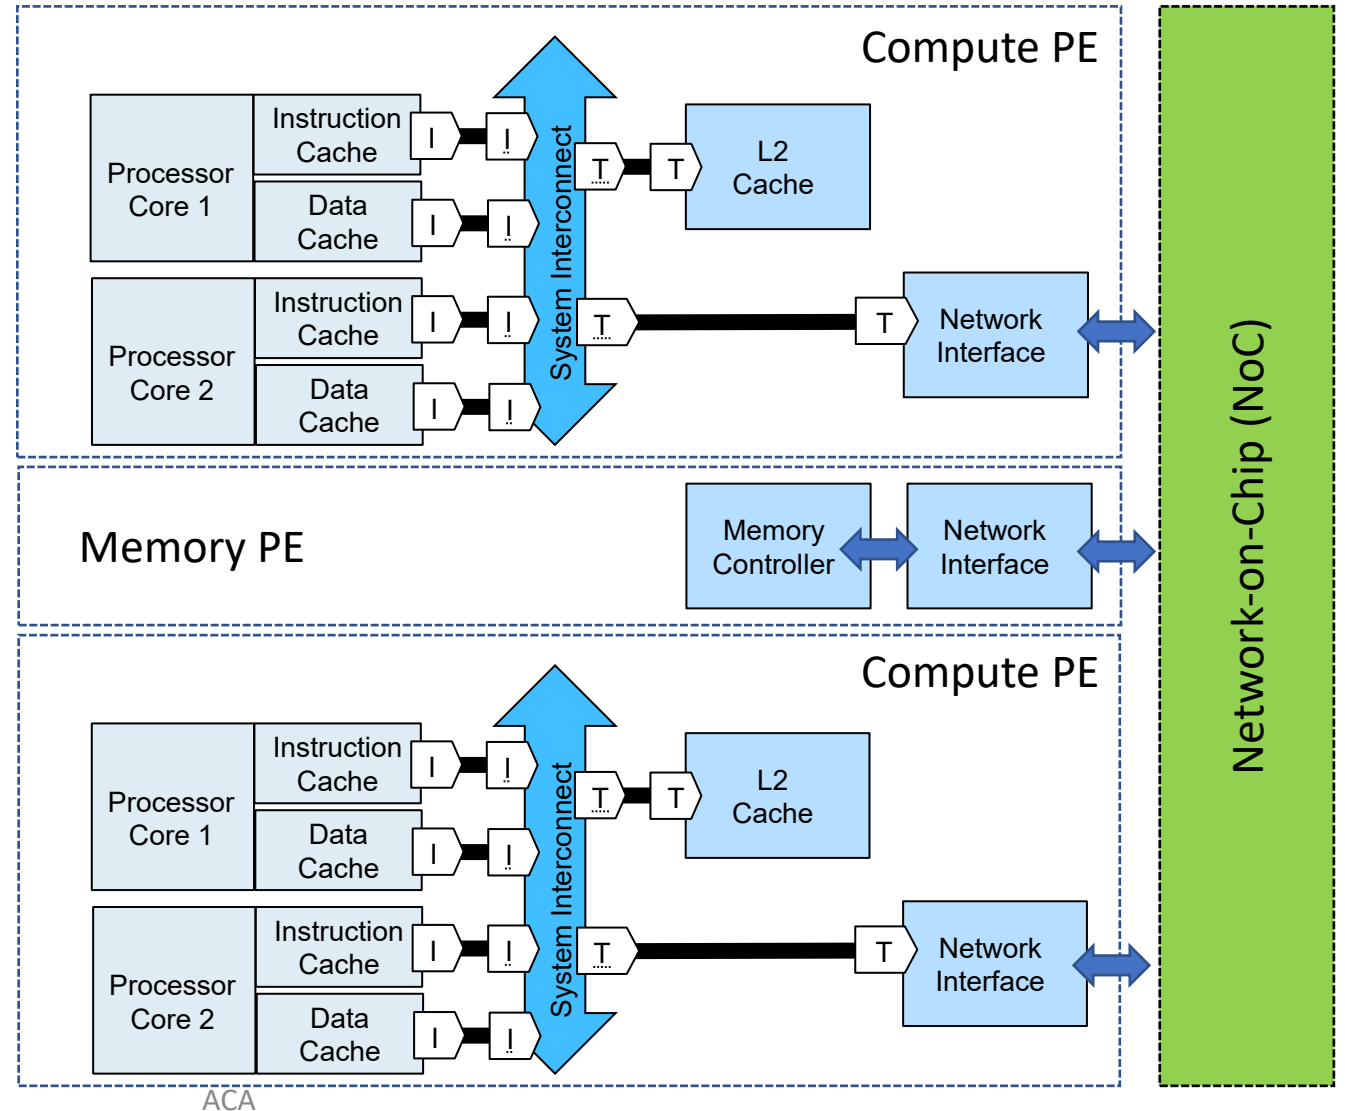 Compute PE
Processor
Core 1
Instruction
Cache
Data
Cache
I
I
I
I
Processor
Core 2
Instruction
Cache
Data
Cache
I
I
I
I
System Interconnect
T
T
L2
Cache
T
T
Network
Interface
Memory PE
Memory
Controller
Network
Interface
Compute PE
Processor
Core 1
Instruction
Cache
Data
Cache
I
I
I
I
Processor
Core 2
Instruction
Cache
Data
Cache
I
I
I
I
System Interconnect
T
T
L2
Cache
T
T
Network
Interface
Network-on-Chip (NoC)
ACA